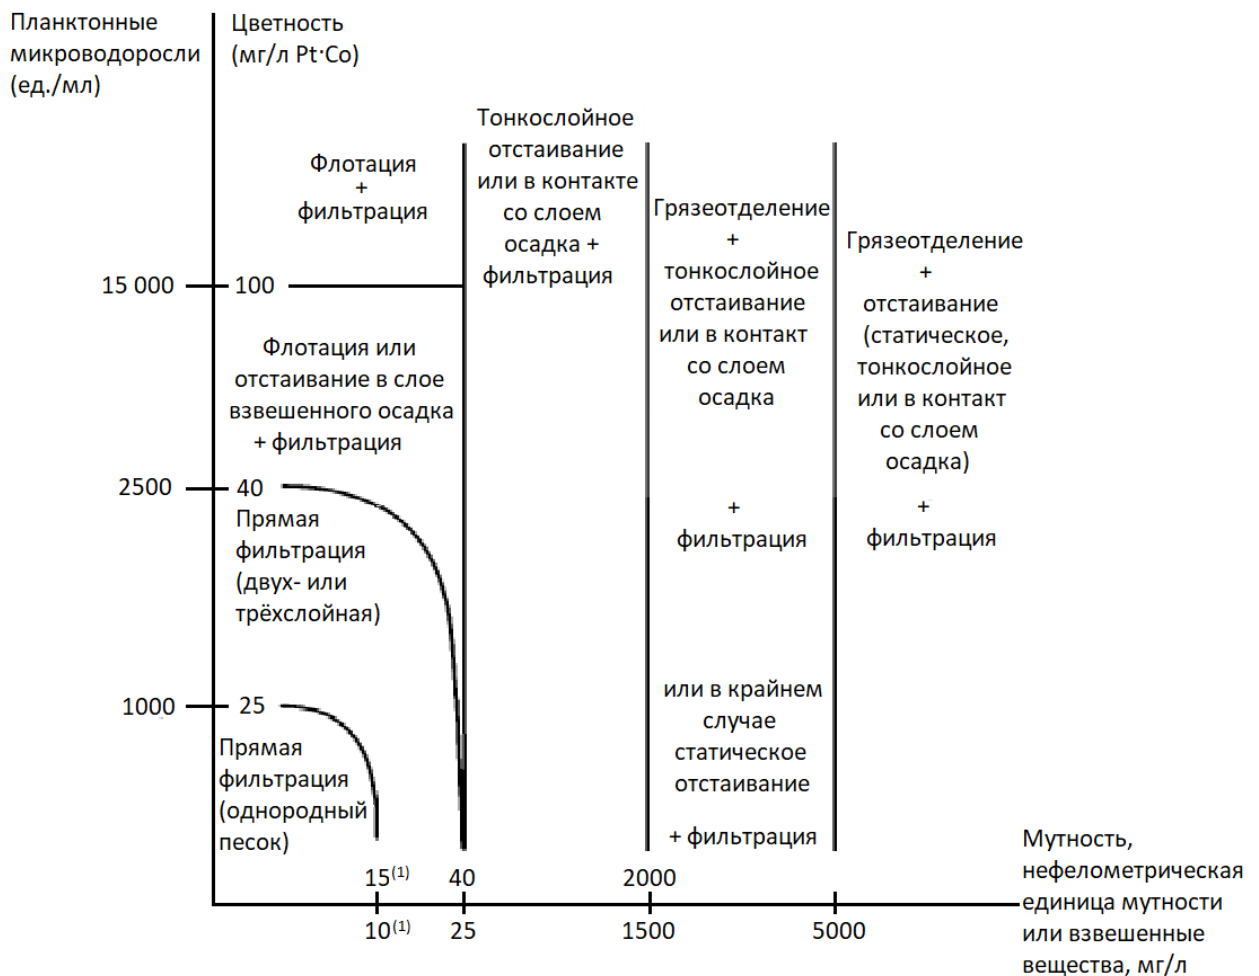 Планктонные
микроводоросли
(ед./мл)
Цветность
(мг/л Pt·Co)
Флотация
+
фильтрация
Тонкослойное
отстаивание
или в контакте
со слоем
осадка +
фильтрация
Грязеотделение
+
тонкослойное
отстаивание
или в контакт
со слоем
осадка
+
фильтрация
или в крайнем
случае
статическое
отстаивание
+ фильтрация
Грязеотделение
+
отстаивание
(статическое,
тонкослойное
или в контакт
со слоем
осадка)
+
фильтрация
15 000
100
Флотация или
отстаивание в слое
взвешенного осадка
+ фильтрация
2500
40
Прямая
фильтрация
(двух- или
трёхслойная)
1000
25
Прямая
фильтрация
(однородный
песок)
15(1)
40
2000
10(1)
25
1500
5000
Мутность,
нефелометрическая
единица мутности
или взвешенные
вещества, мг/л